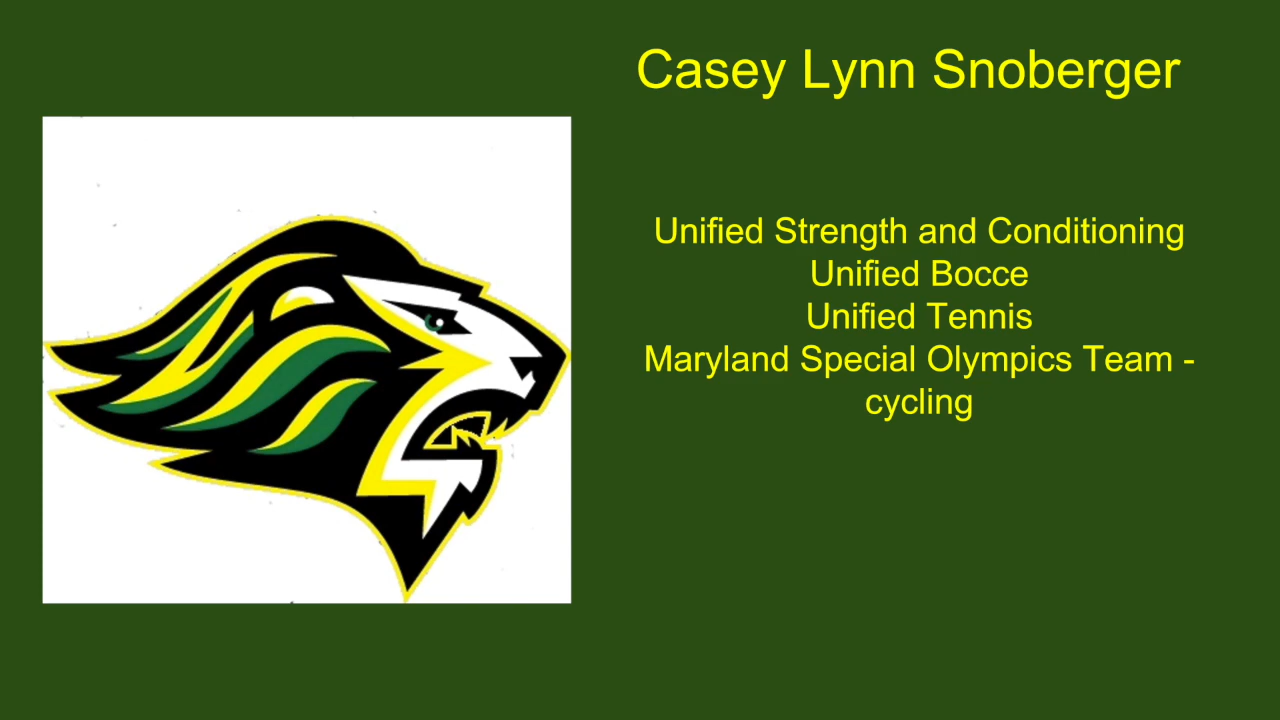 Casey Lynn Snoberger
Unified Strength and Conditioning
Unified Bocce
Unified Tennis
Maryland Special Olympics Team -
cycling